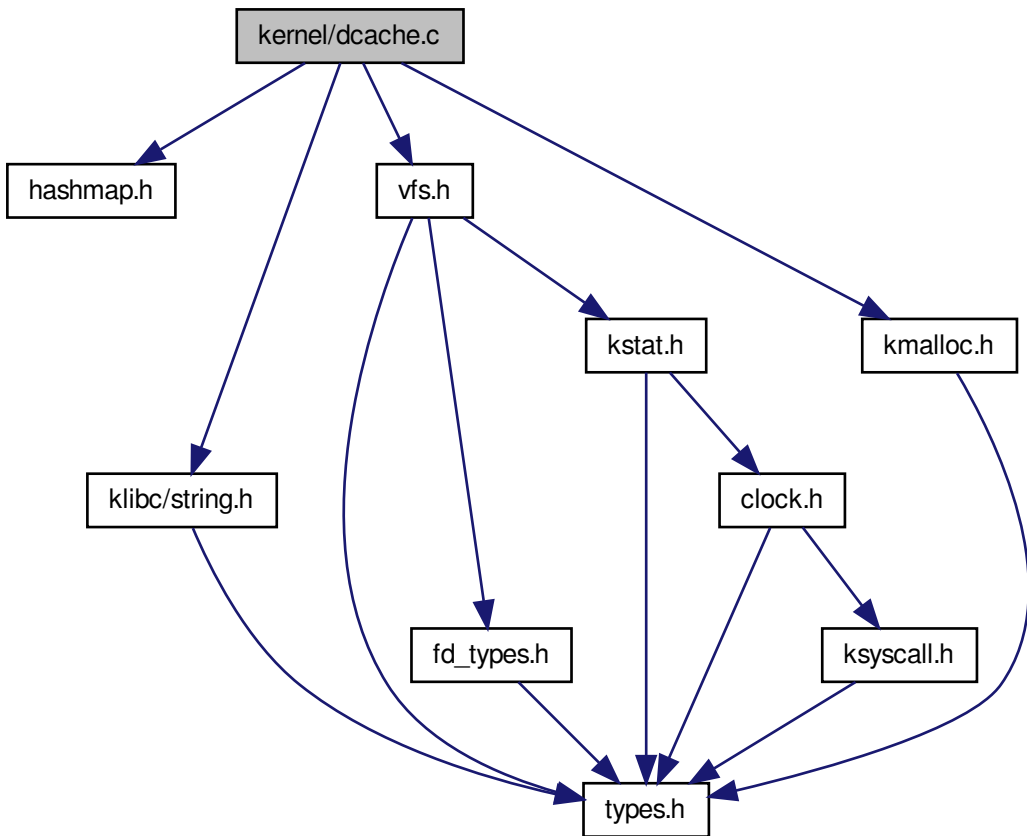 kernel/dcache.c
hashmap.h
vfs.h
kstat.h
kmalloc.h
klibc/string.h
clock.h
fd_types.h
ksyscall.h
types.h